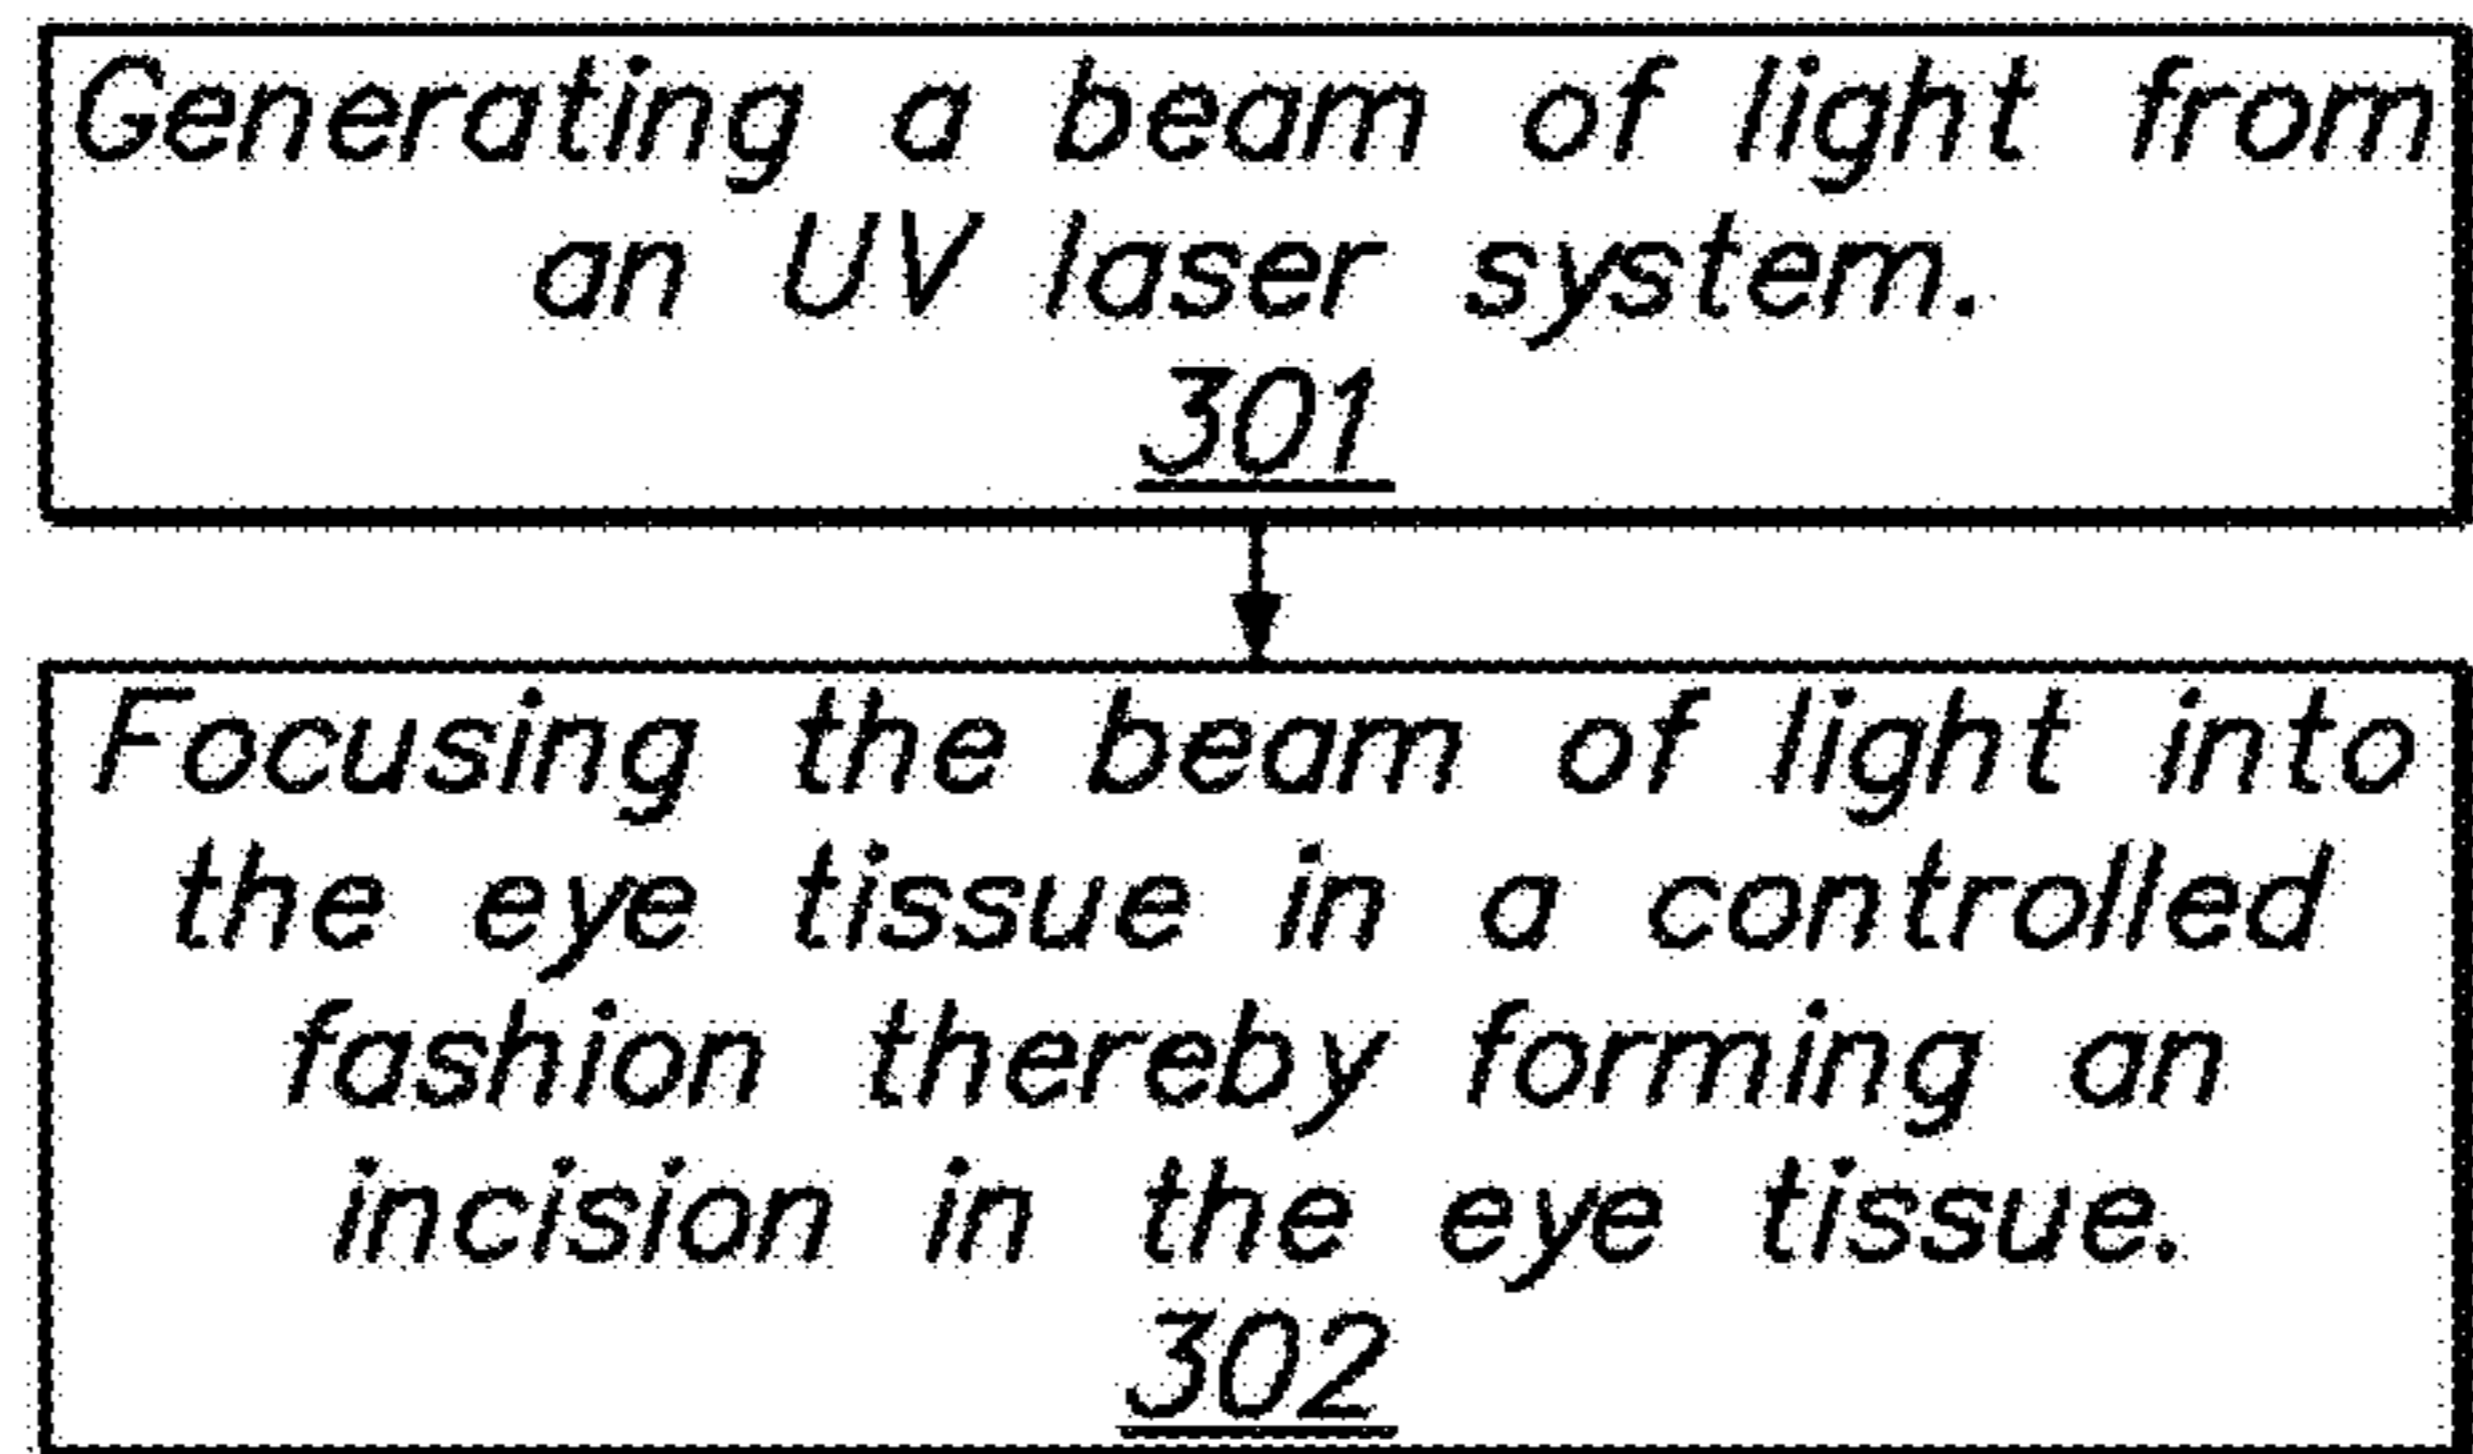 Generating a beam of light from
an UV laser system.
301
Focusing the beam of light into
the eye tissue in a controlled
fashion thereby forming an
incision in the eye tissue.
302